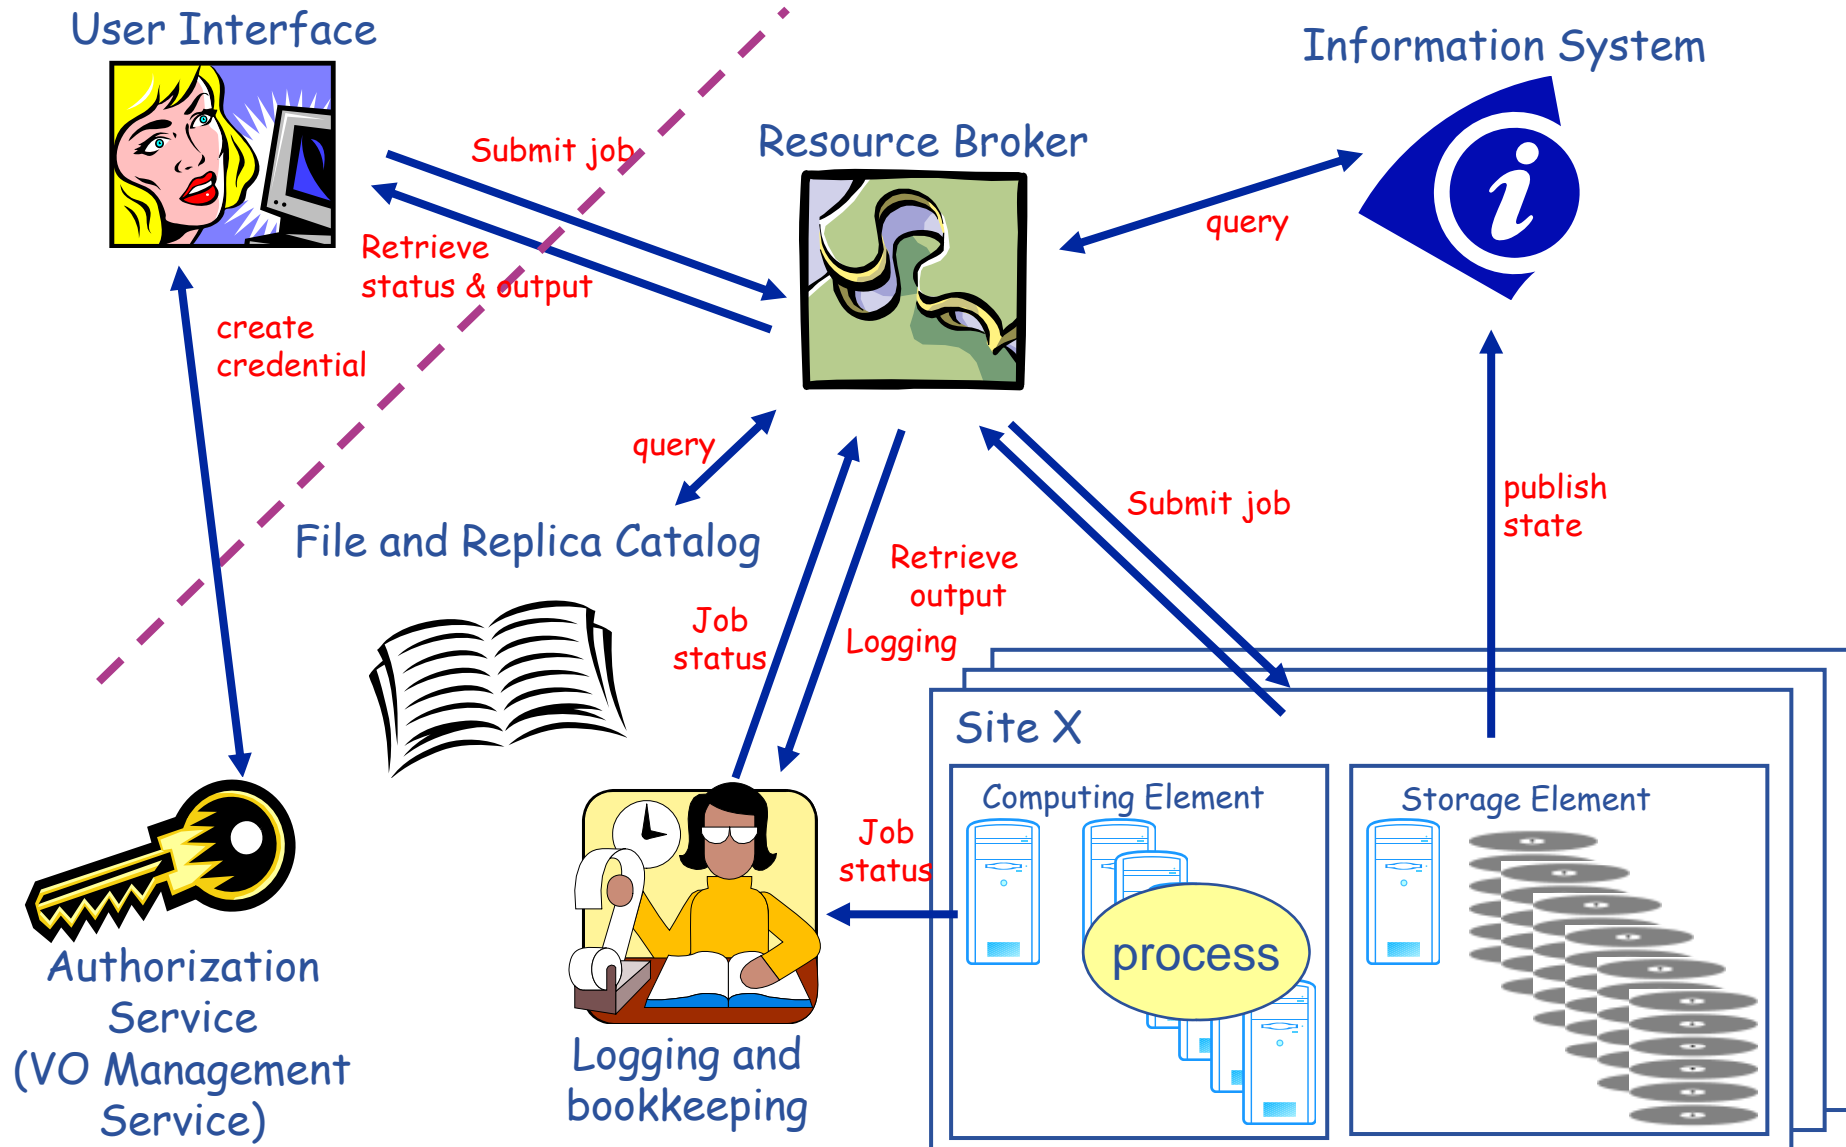 User Interface
Information System
Resource Broker
Submit job
query
Retrieve
status & output
create
credential
query
Submit job
publish
state
File and Replica Catalog
Retrieve
output
Job
status
Logging
Site X
Computing Element
Storage Element
Job
status
process
Authorization
Service
(VO Management
Service)
Logging and
bookkeeping